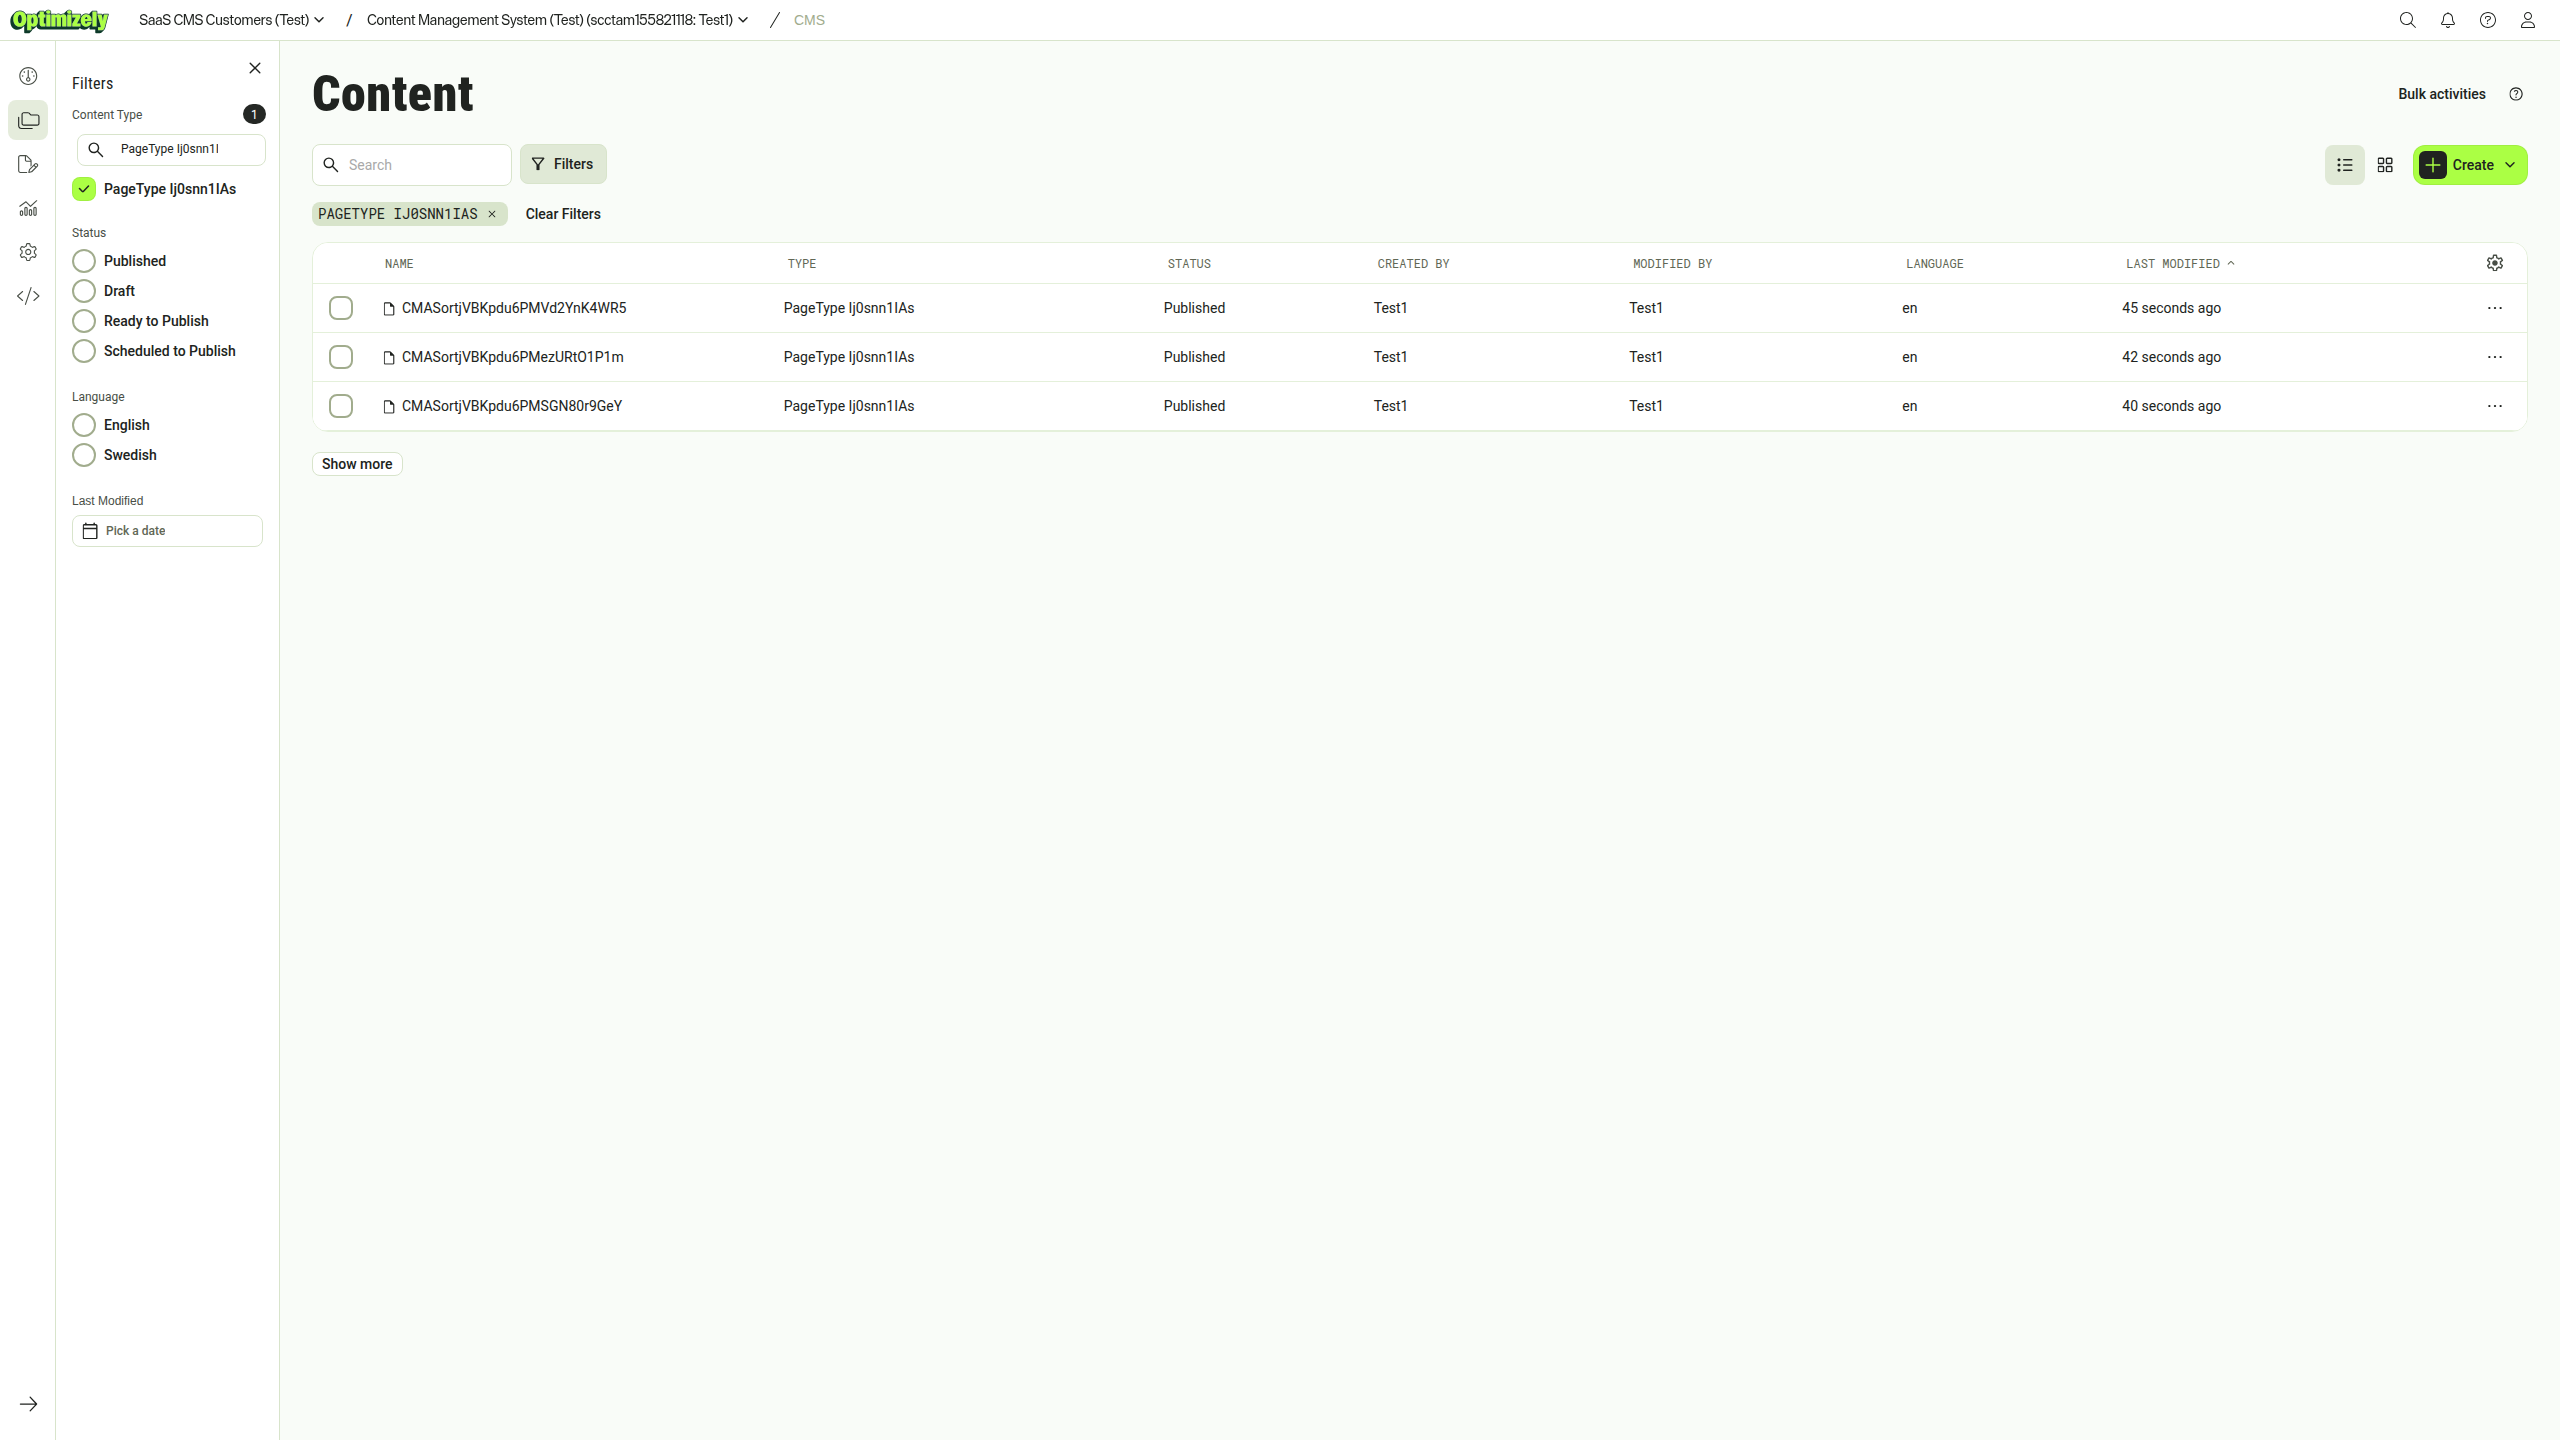 Optimizely
SaaS CMS Customers (Test) / Content Management System (Test) (scctam155821118: Test1) / CMS
Filters
Content Type 1
PageType Ij0snn1I
PageType Ij0snn1IAs
Status
Published
Draft
Ready to Publish
Scheduled to Publish
Language
English
Swedish
Last Modified
Pick a date
Content
Bulk activities
Search
Filters
Create
PAGETYPE IJ0SNN1IAS ×
Clear Filters
NAME TYPE STATUS CREATED BY MODIFIED BY LANGUAGE LAST MODIFIED
CMASortjVBKpdu6PMVd2YnK4WR5 PageType Ij0snn1IAs Published Test1 Test1 en 45 seconds ago
CMASortjVBKpdu6PMezURtO1P1m PageType Ij0snn1IAs Published Test1 Test1 en 42 seconds ago
CMASortjVBKpdu6PMSGN80r9GeY PageType Ij0snn1IAs Published Test1 Test1 en 40 seconds ago
Show more